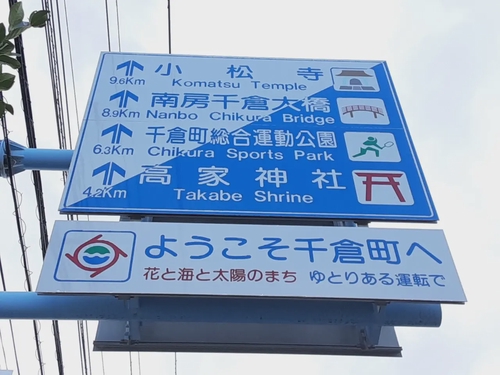 小松寺
9.6Km Komatsu Temple
南房千倉大橋
8.9Km Nanbo Chikura Bridge
千倉町総合運動公園
6.3Km Chikura Sports Park
高家神社
4.2Km Takabe Shrine
ようこそ千倉町へ
花と海と太陽のまち ゆとりある運転で